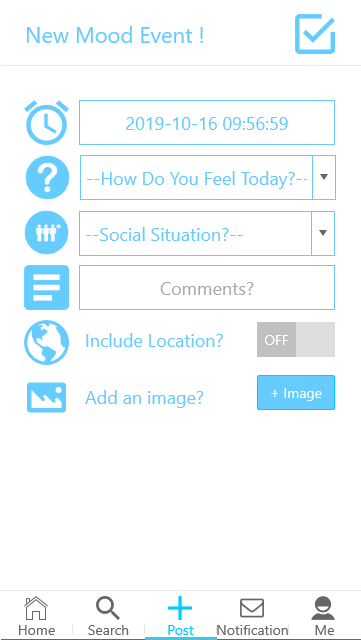 New Mood Event !
2019-10-16 09:56:59
--How Do You Feel Today?--
--Social Situation?--
Comments?
Include Location?
OFF
Add an image?
+ Image
Home
Search
Post
Notification
Me